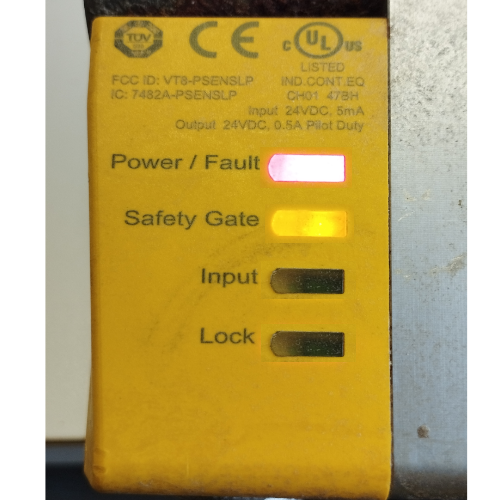 TÜV
CE
c UL US
LISTED
FCC ID: VT8-PSENSLP
IND.CONT.EQ
IC: 7482A-PSENSLP
CH01 47BH
Input 24VDC, 5mA
Output 24VDC, 0.5A Pilot Duty
Power / Fault
Safety Gate
Input
Lock